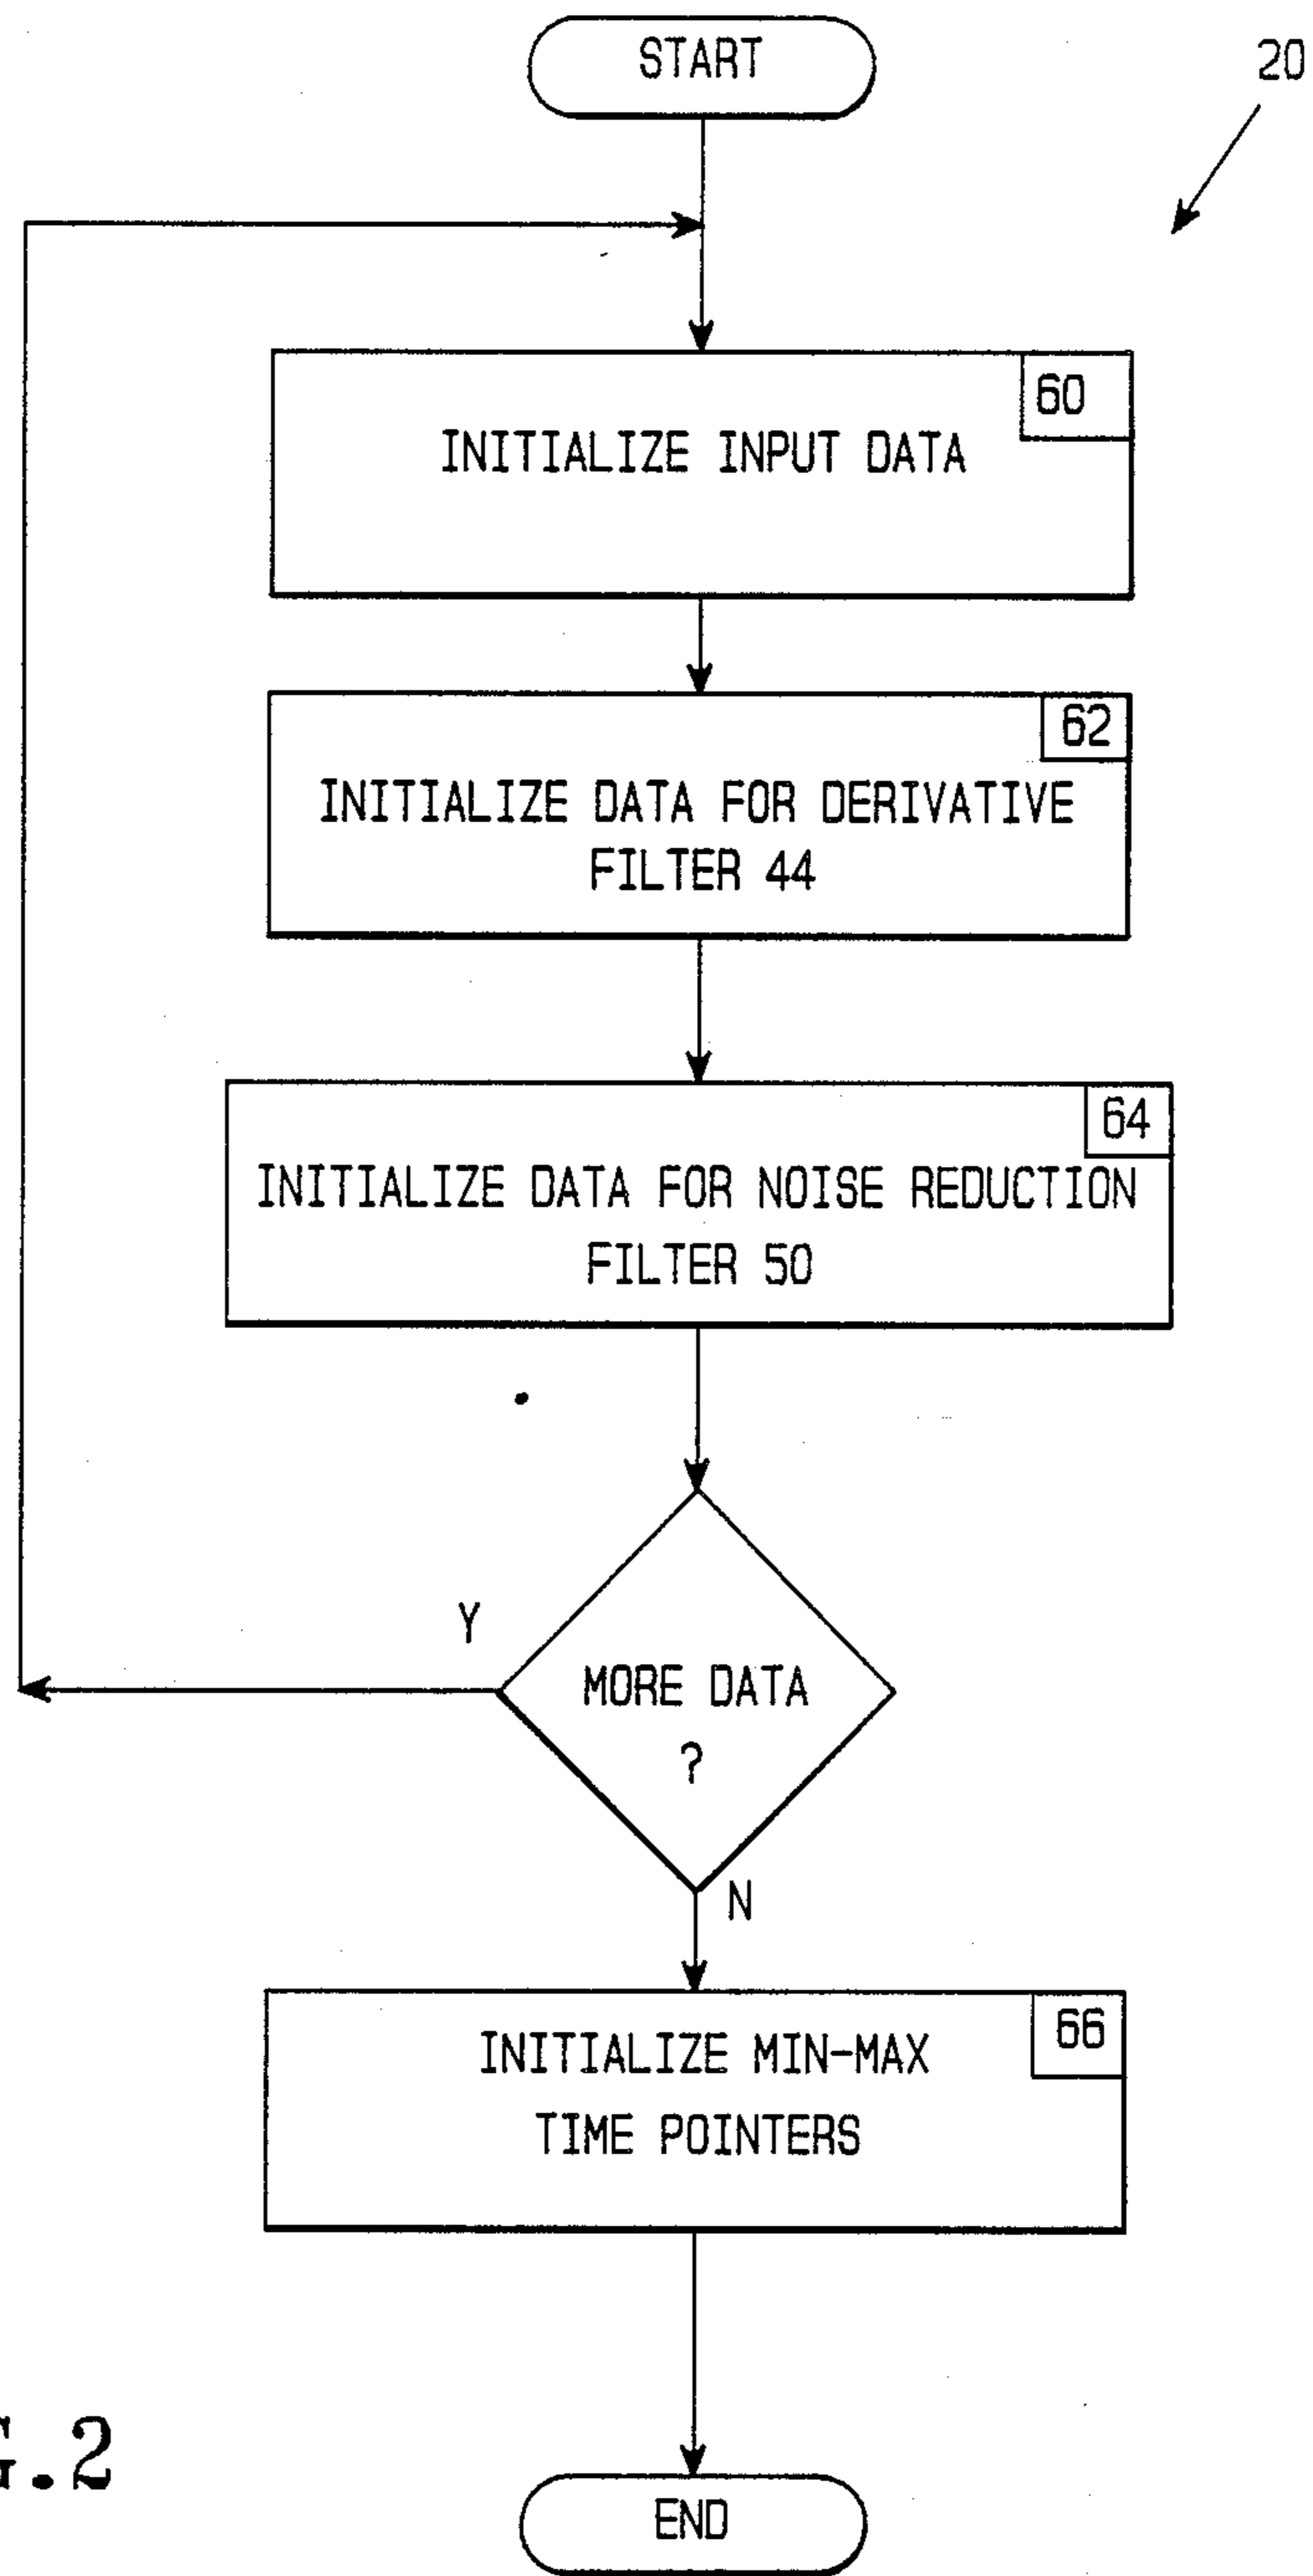 START
20
60
INITIALIZE INPUT DATA
62
INITIALIZE DATA FOR DERIVATIVE
FILTER 44
64
INITIALIZE DATA FOR NOISE REDUCTION
FILTER 50
Y
MORE DATA
?
N
66
INITIALIZE MIN-MAX
TIME POINTERS
G.2
END